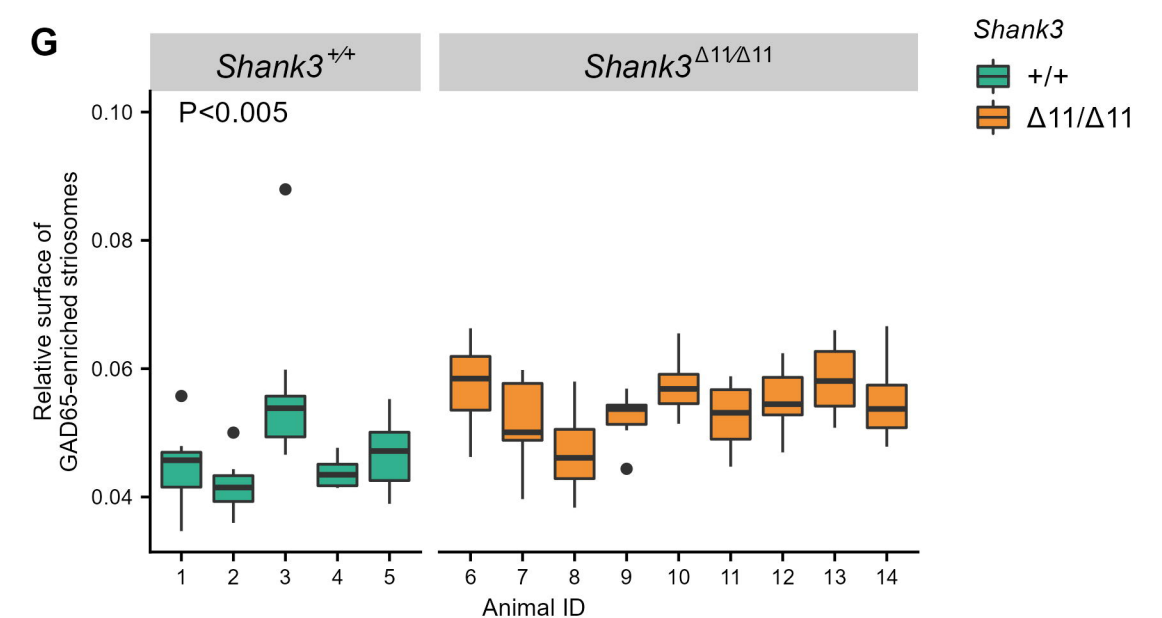 G
Shank3+/+
Shank3Δ11/Δ11
Shank3
+/+
Δ11/Δ11
P<0.005
0.10
0.08
0.06
0.04
Relative surface of
GAD65-enriched striosomes
1 2 3 4 5 6 7 8 9 10 11 12 13 14
Animal ID